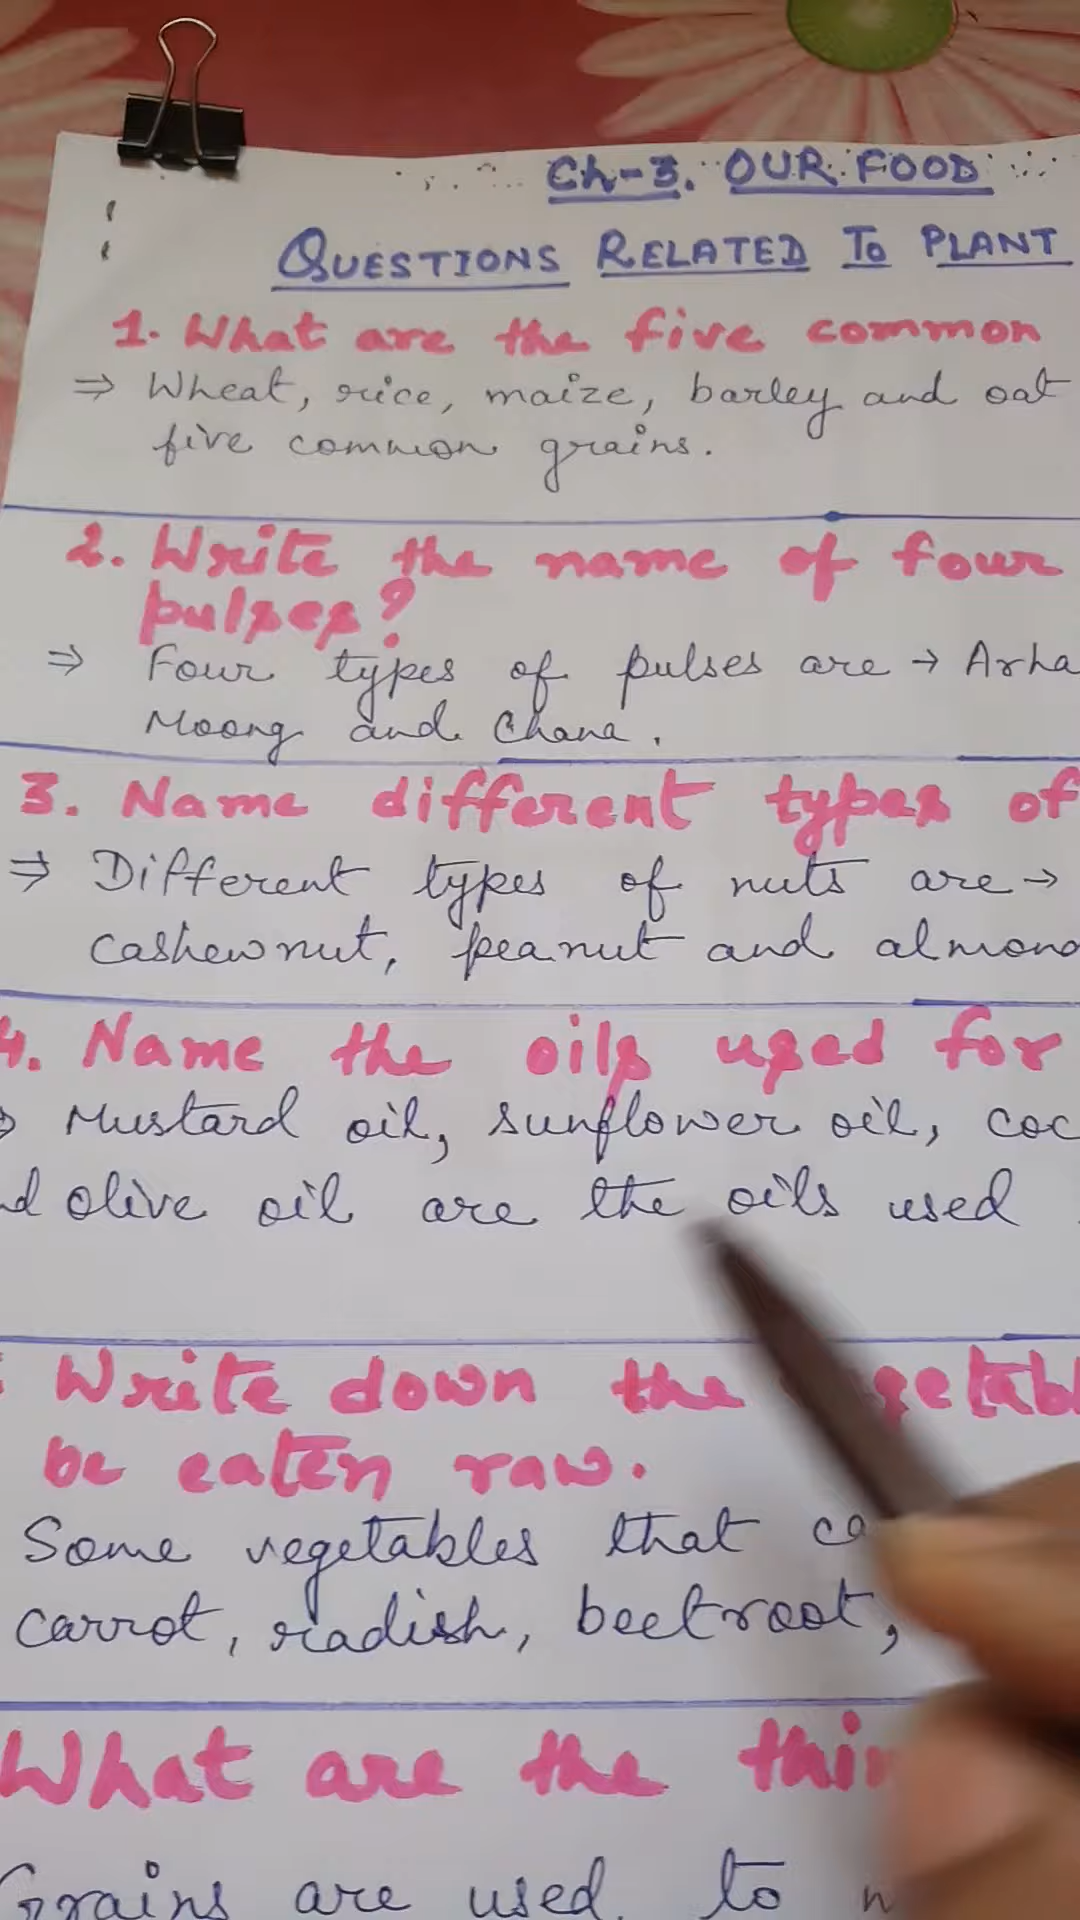 Ch-3. OUR FOOD
QUESTIONS RELATED TO PLANT
1. What are the five common
⇒ Wheat, rice, maize, barley and oat
five common grains.
2. Write the name of four
pulses?
⇒ Four types of pulses are → Arha
Moong and Chana.
3. Name different types of
⇒ Different types of nuts are →
cashewnut, peanut and almond
4. Name the oils used for
⇒ Mustard oil, sunflower oil, coc
nd olive oil are the oils used
Write down the
be eaten raw.
Some vegetables that ca
carrot, radish, beetroot,
What are the thin
Grains are used to